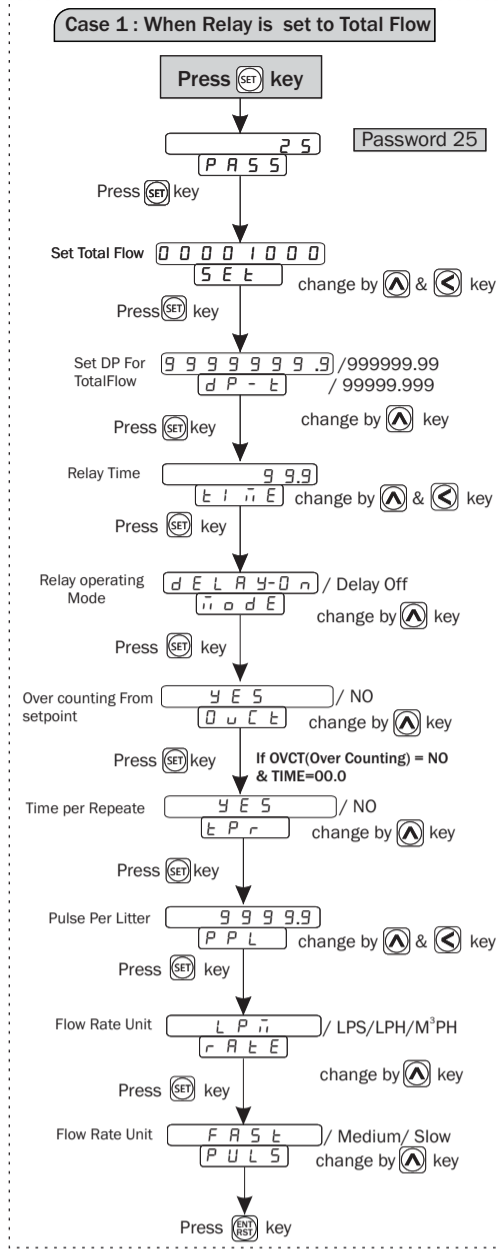 Case 1 : When Relay is set to Total Flow
Press SET key
25
PASS
Password 25
Press SET key
Set Total Flow 00001000
SEt
change by & key
Press SET key
Set DP For TotalFlow 9999999.9 /999999.99
dP-t / 99999.999
change by key
Press SET key
Relay Time 99.9
tImE change by & key
Press SET key
Relay operating Mode dELAY-On / Delay Off
modE
change by key
Press SET key
Over counting From setpoint YES / NO
OvCt change by key
Press SET key
If OVCT(Over Counting) = NO
& TIME=00.0
Time per Repeate YES / NO
tPr change by key
Press SET key
Pulse Per Litter 9999.9
PPL change by & key
Press SET key
Flow Rate Unit LPm / LPS/LPH/M³PH
rAtE
change by key
Press SET key
Flow Rate Unit FASt / Medium/ Slow
PULS change by key
Press ENT RST key